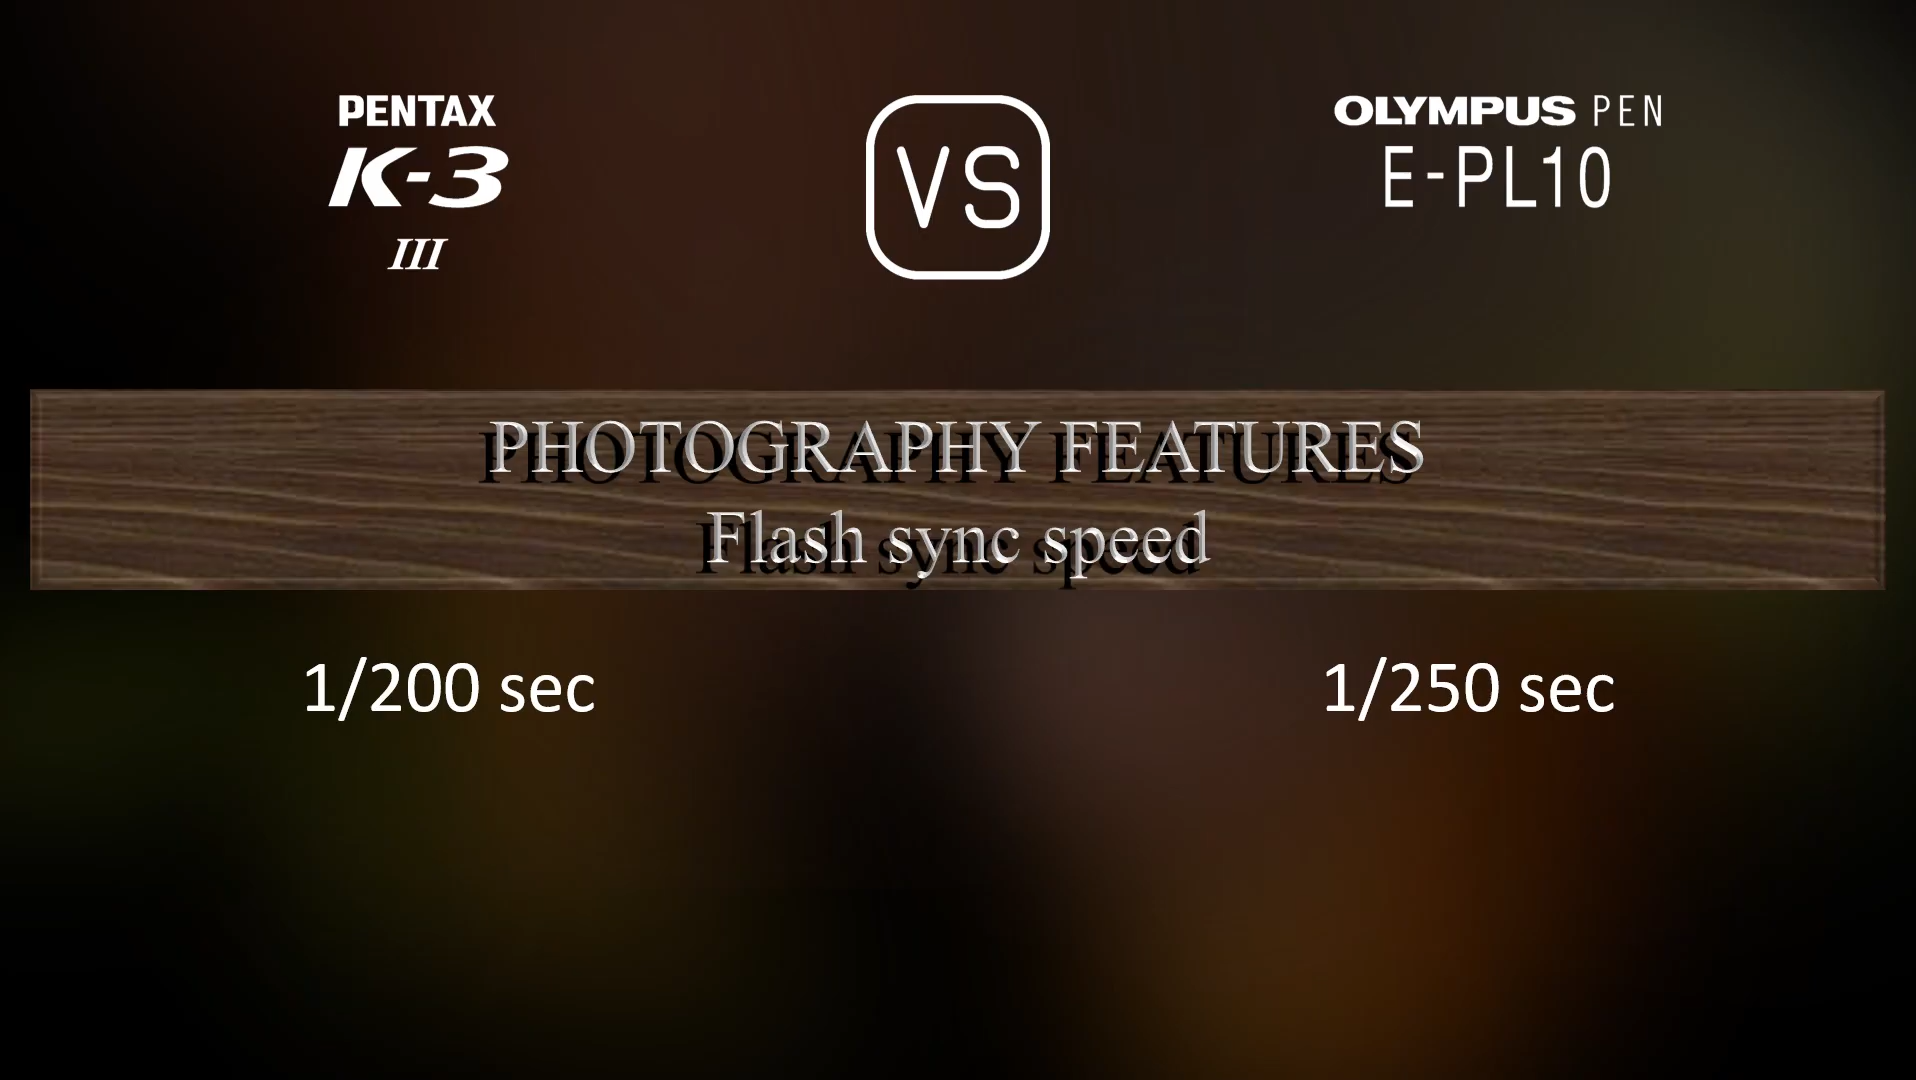 PENTAX
K-3
III
VS
OLYMPUS PEN
E-PL10
PHOTOGRAPHY FEATURES
Flash sync speed
1/200 sec
1/250 sec